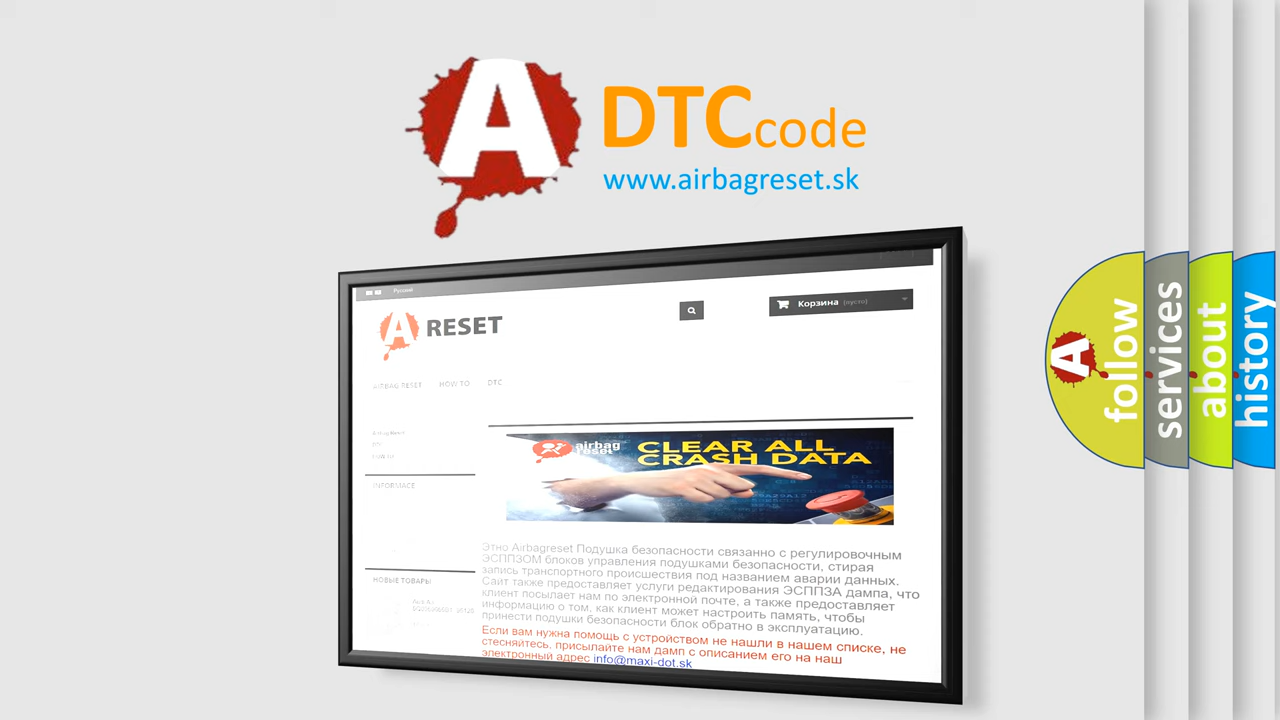 A DTCcode
www.airbagreset.sk
Русский
A RESET
Корзина (пусто)
AIRBAG RESET HOW TO DTC
Airbag Reset
DTC
INFORMACE
airbag
reset
CLEAR ALL
CRASH DATA
Этно Airbagreset Подушка безопасности связанно с регулировочным
ЭСППЗОМ блоков управления подушками безопасности, стирая
запись транспортного происшествия под названием аварии данных.
Сайт также предоставляет услуги редактирования ЭСППЗА дампа, что
клиент посылает нам по электронной почте, а также предоставляет
информацию о том, как клиент может настроить память, чтобы
принести подушки безопасности блок обратно в эксплуатацию.
Если вам нужна помощь с устройством не нашли в нашем списке, не
стесняйтесь, присылайте нам дамп с описанием его на наш
электронный адрес info@maxi-dot.sk
НОВЫЕ ТОВАРЫ
A follow
services
about
history